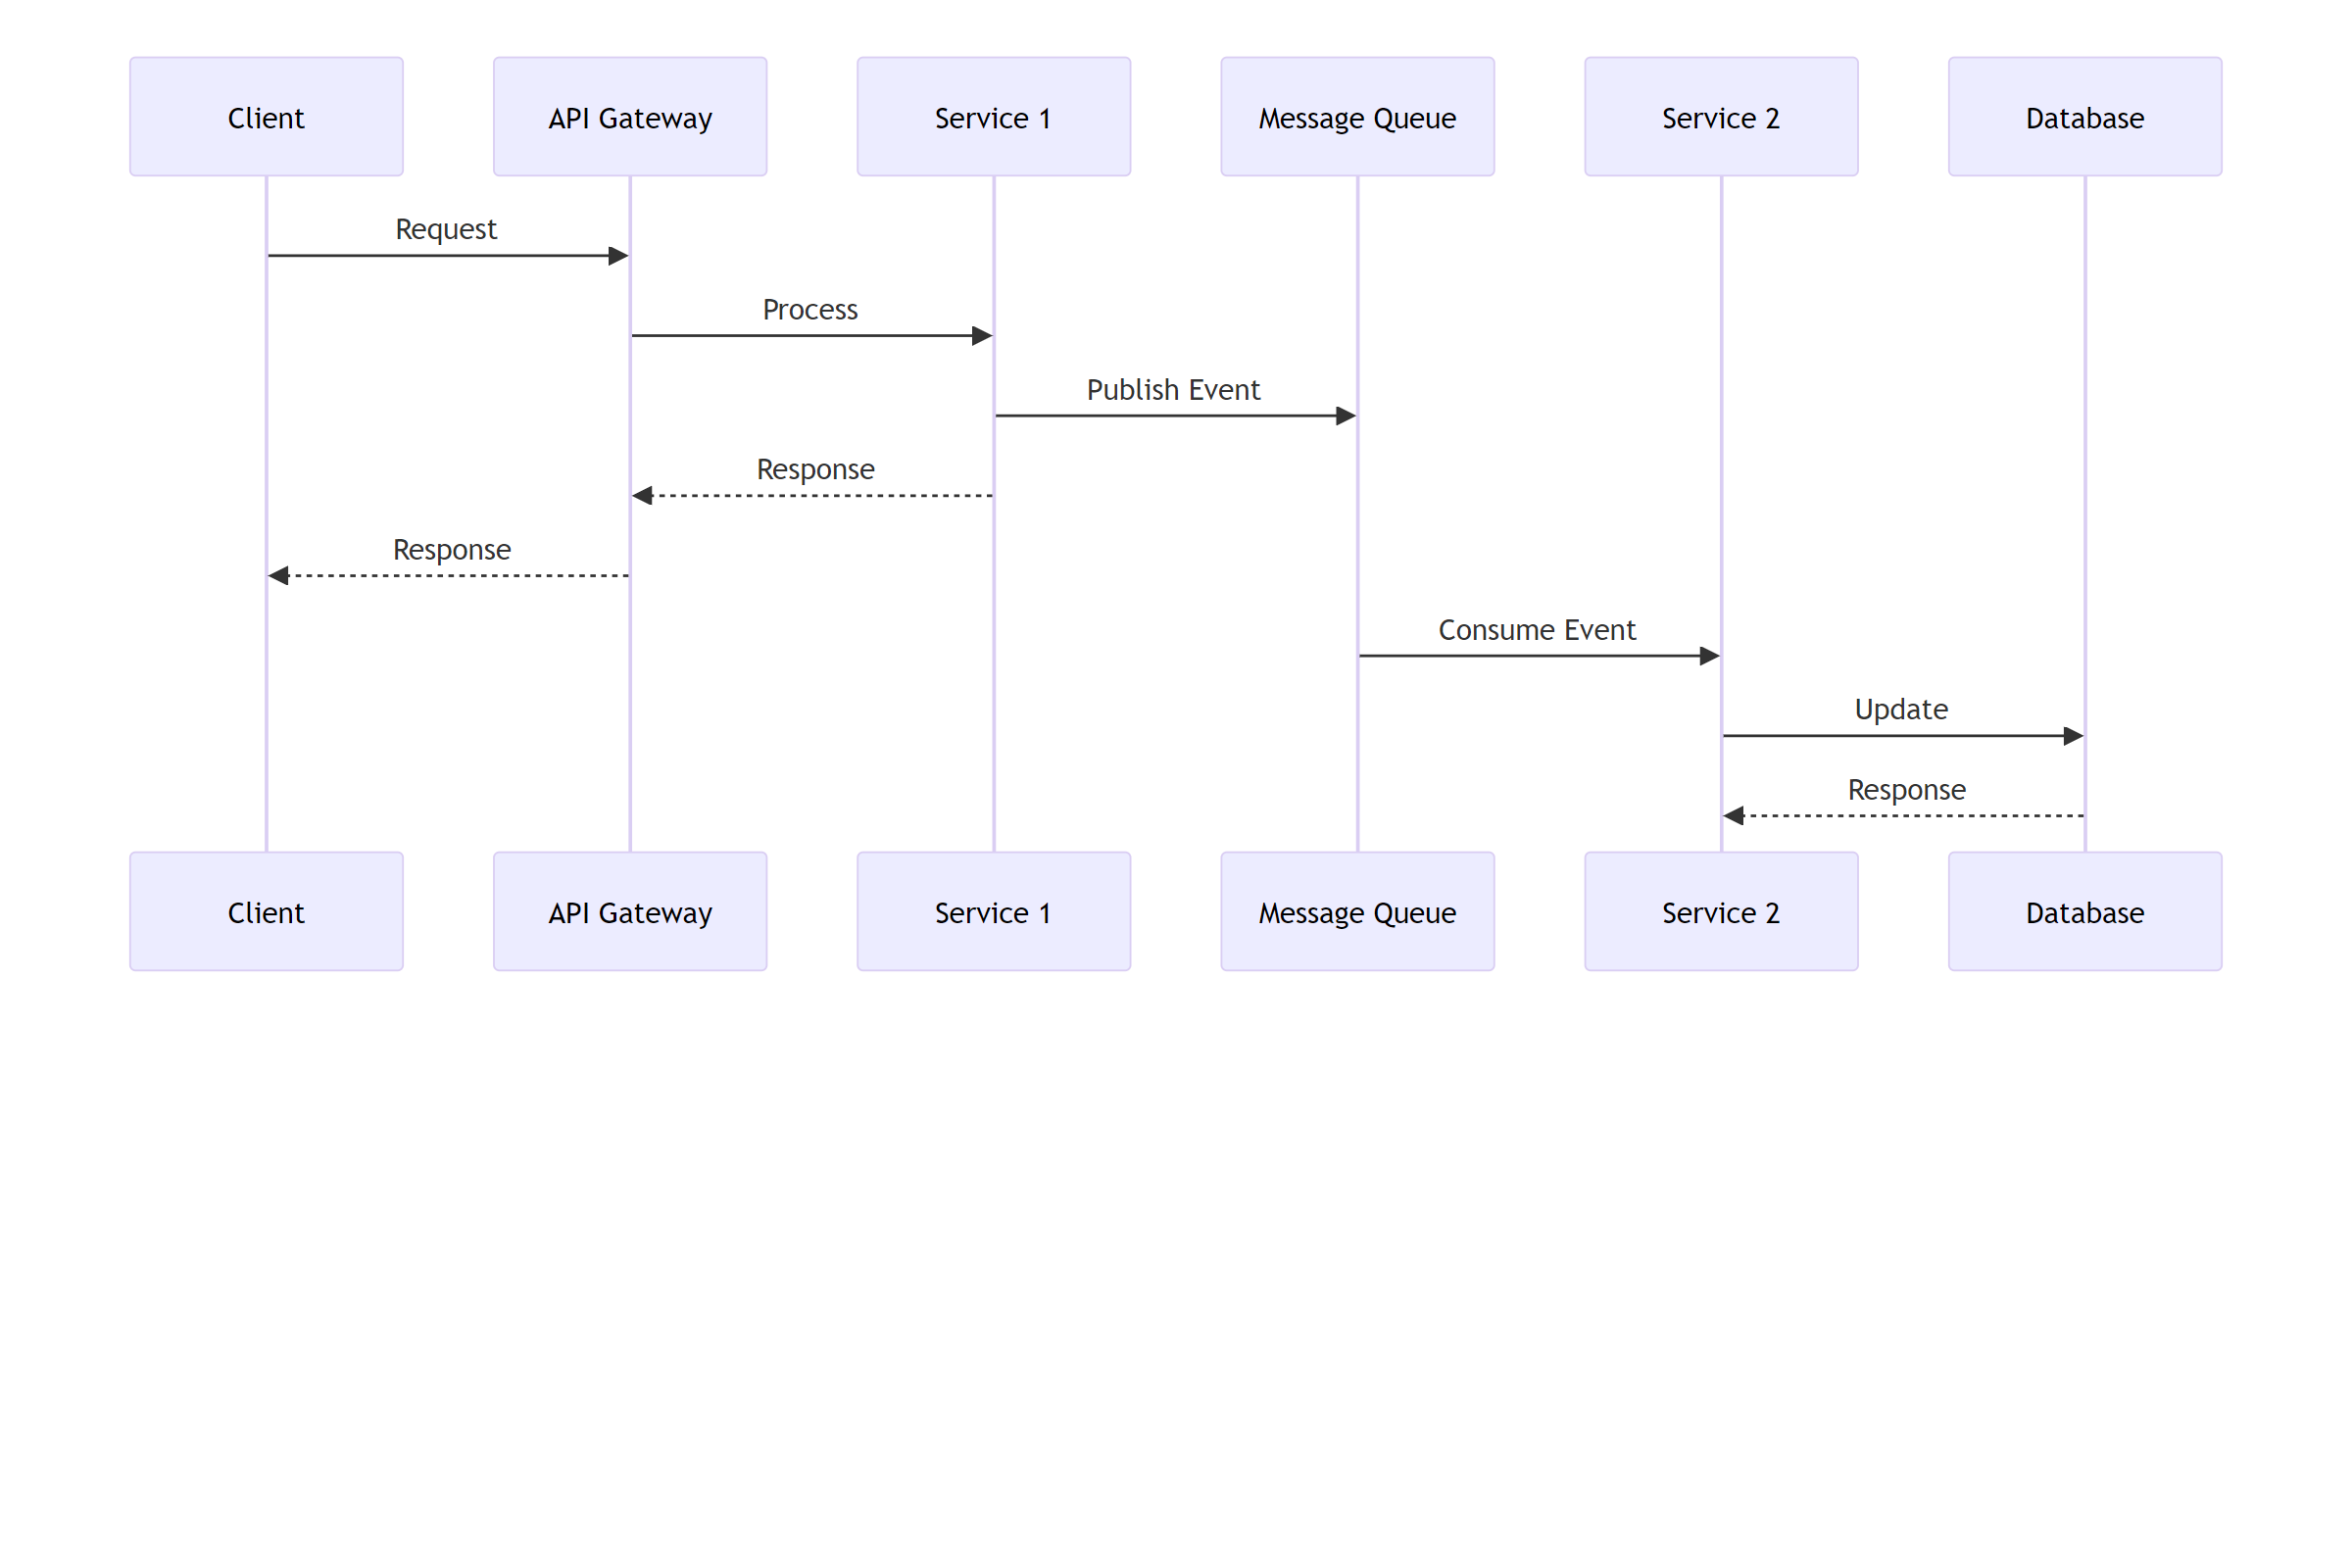 Client
API Gateway
Service 1
Message Queue
Service 2
Database
Request
Process
Publish Event
Response
Response
Consume Event
Update
Response
Client
API Gateway
Service 1
Message Queue
Service 2
Database